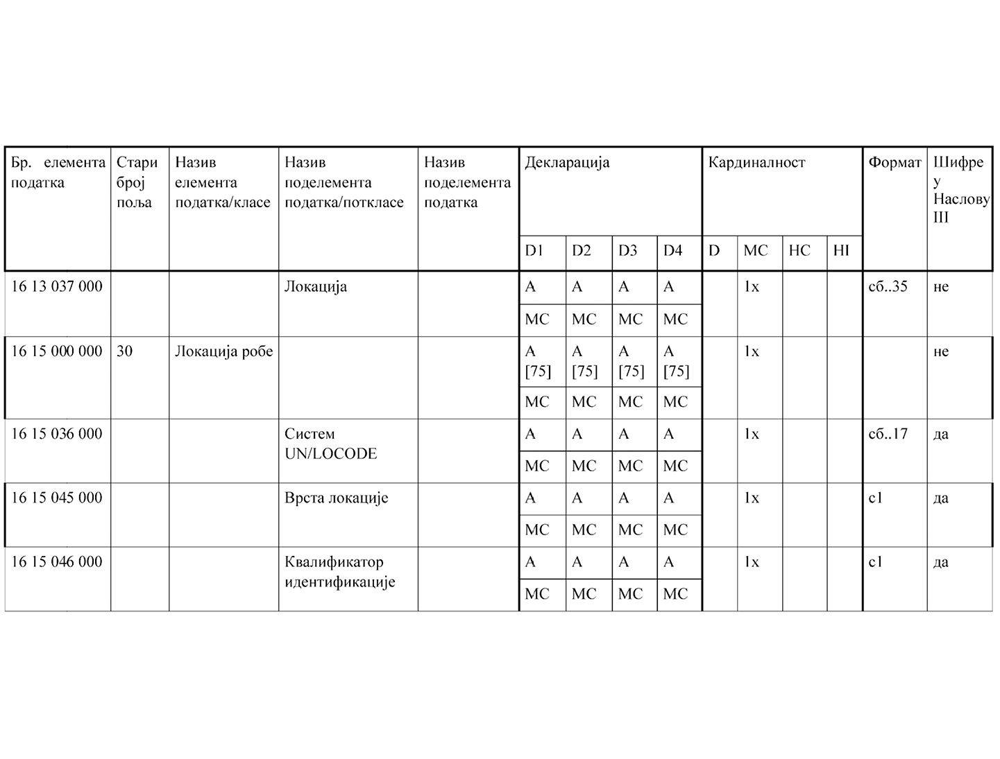 Бр. елемента податка
Стари број поља
Назив елемента податка/класе
Назив поделемента податка/поткласе
Назив поделемента податка
Декларација
Кардиналност
Формат
Шифре у Наслову III
D1 D2 D3 D4 D MC HC HI
16 13 037 000 Локација A A A A 1x сб..35 не
MC MC MC MC
16 15 000 000 30 Локација робе A A A A 1x не
[75] [75] [75] [75]
MC MC MC MC
16 15 036 000 Систем A A A A 1x сб..17 да
UN/LOCODE
MC MC MC MC
16 15 045 000 Врста локације A A A A 1x с1 да
MC MC MC MC
16 15 046 000 Квалификатор A A A A 1x с1 да
идентификације
MC MC MC MC